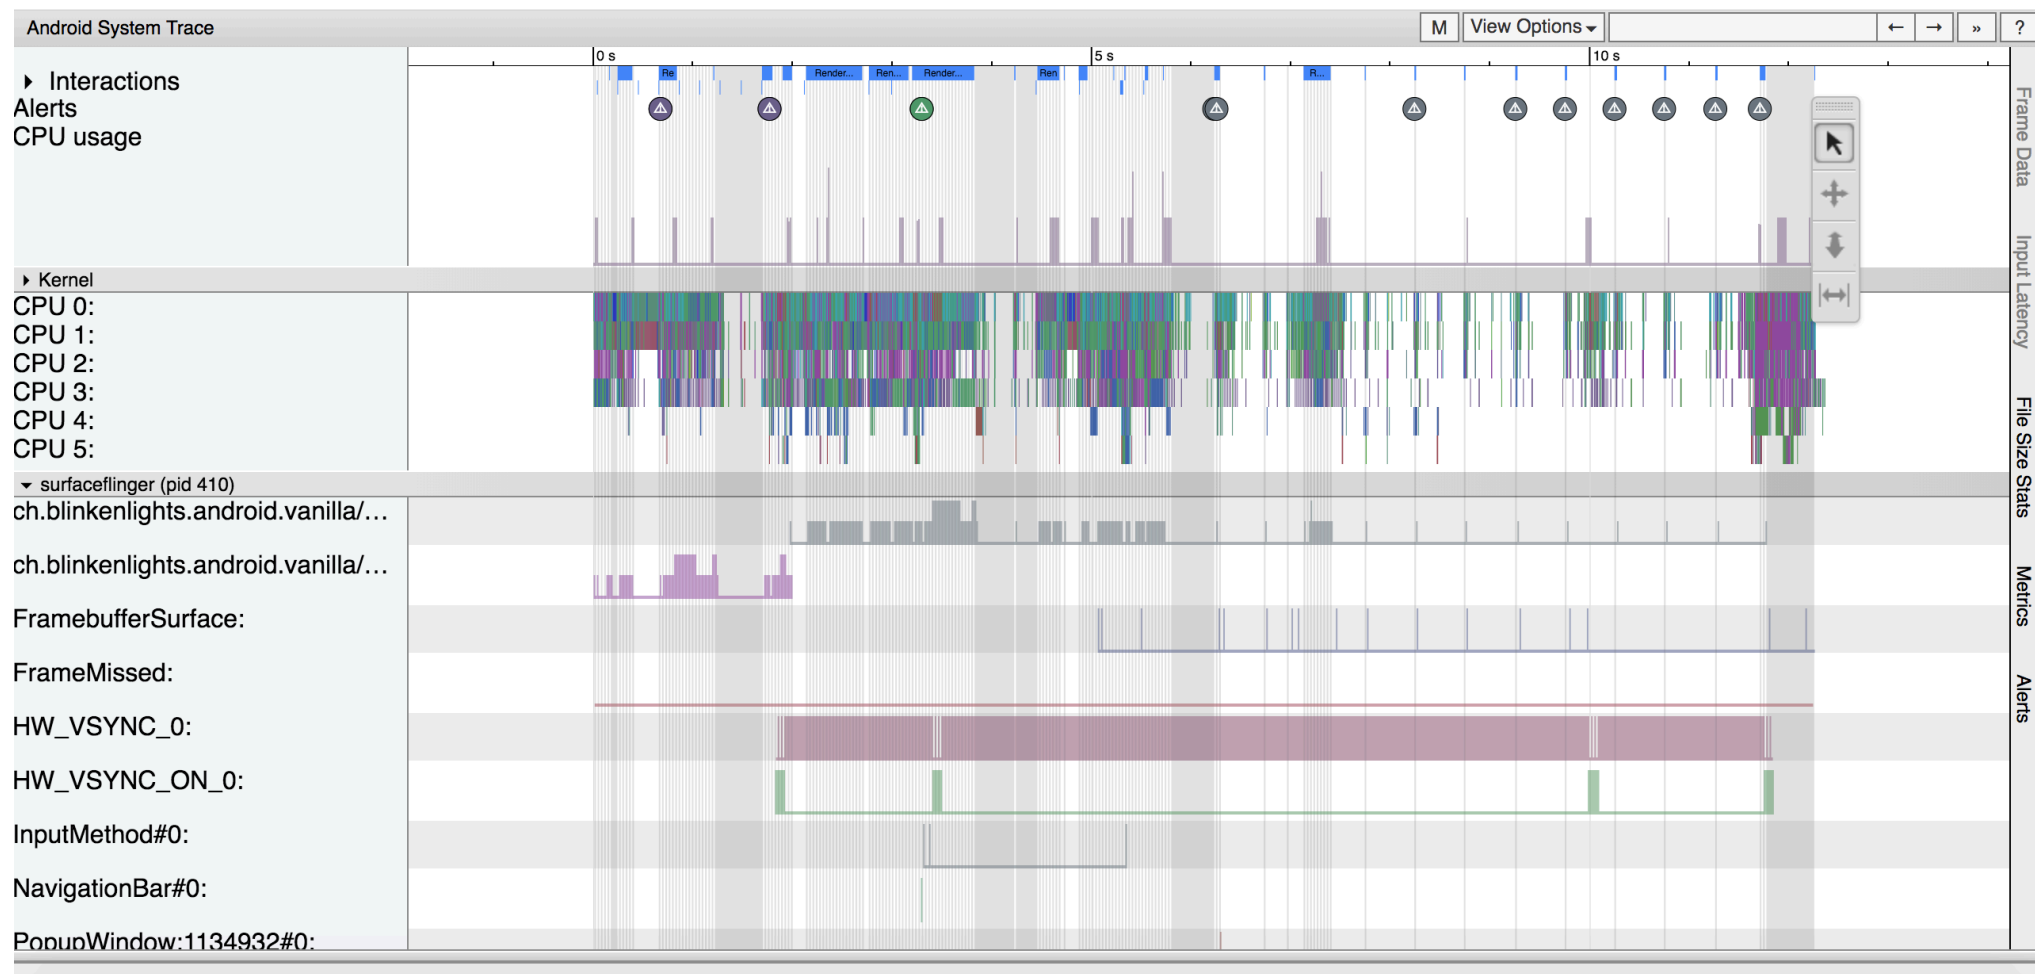 Android System Trace
M
View Options
← → » ?
0 s
5 s
10 s
Interactions
Re
Render...
Ren...
Render...
Ren
R...
Alerts
CPU usage
Kernel
CPU 0:
CPU 1:
CPU 2:
CPU 3:
CPU 4:
CPU 5:
surfaceflinger (pid 410)
ch.blinkenlights.android.vanilla/...
ch.blinkenlights.android.vanilla/...
FramebufferSurface:
FrameMissed:
HW_VSYNC_0:
HW_VSYNC_ON_0:
InputMethod#0:
NavigationBar#0:
PopupWindow:1134932#0:
Frame Data
Input Latency
File Size Stats
Metrics
Alerts